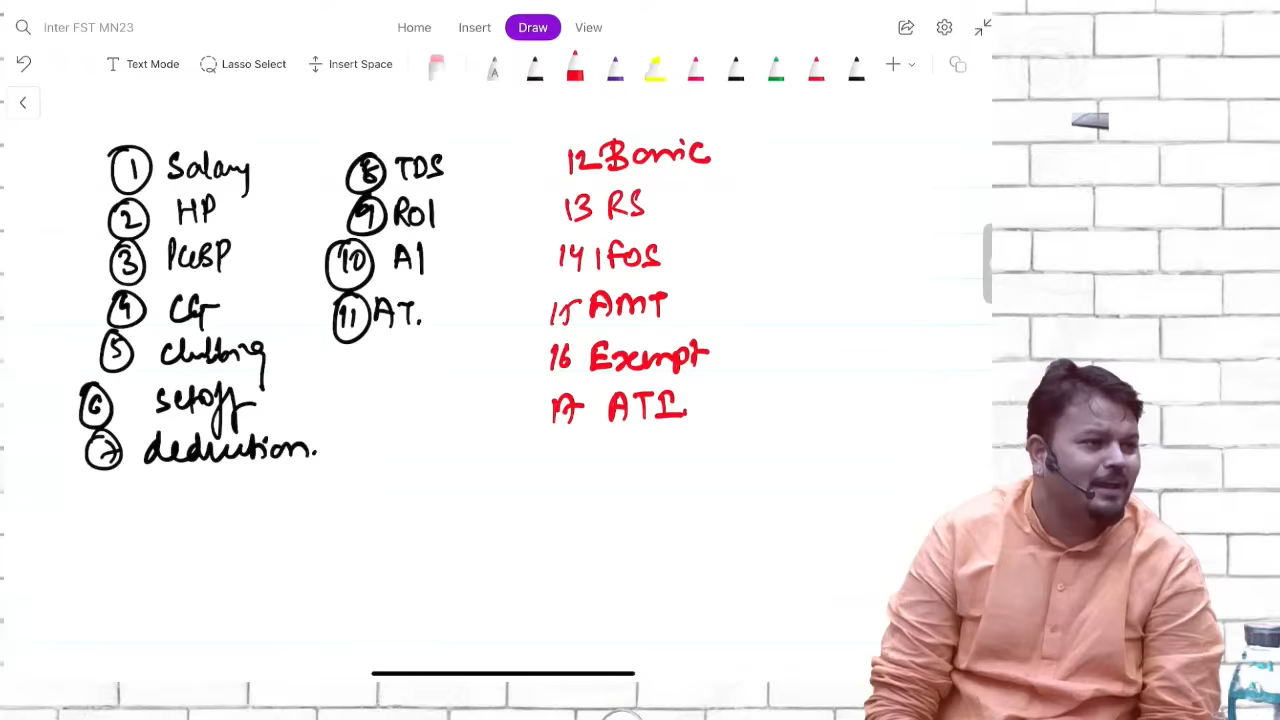 Inter FST MN23
Home Insert Draw View
Text Mode Lasso Select Insert Space
1 Salary
2 HP
3 PGBP
4 CG
5 Clubbing
6 setoff
7 deduction.
8 TDS
9 ROI
10 AI
11 AT.
12 Basic
13 RS
14 IFOS
15 AMT
16 Exempt
17 ATI